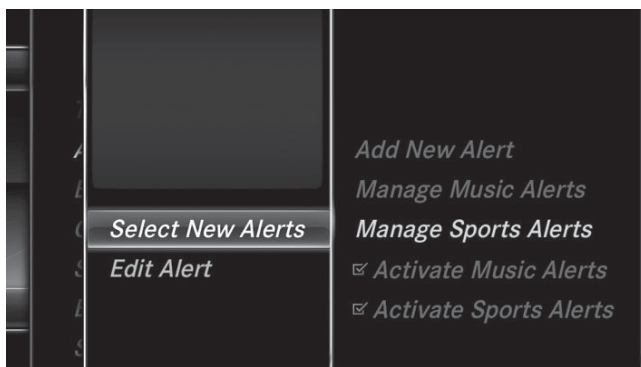 Select New Alerts
Edit Alert
Add New Alert
Manage Music Alerts
Manage Sports Alerts
☑ Activate Music Alerts
☑ Activate Sports Alerts